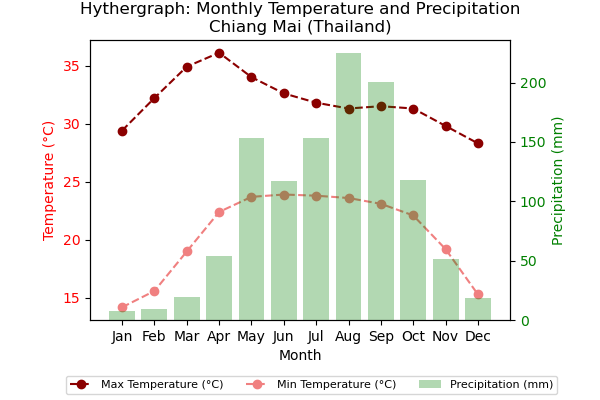 Hythergraph: Monthly Temperature and Precipitation
Chiang Mai (Thailand)
35
30
25
20
15
Temperature (°C)
200
150
100
50
0
Precipitation (mm)
Jan Feb Mar Apr May Jun Jul Aug Sep Oct Nov Dec
Month
Max Temperature (°C) Min Temperature (°C) Precipitation (mm)